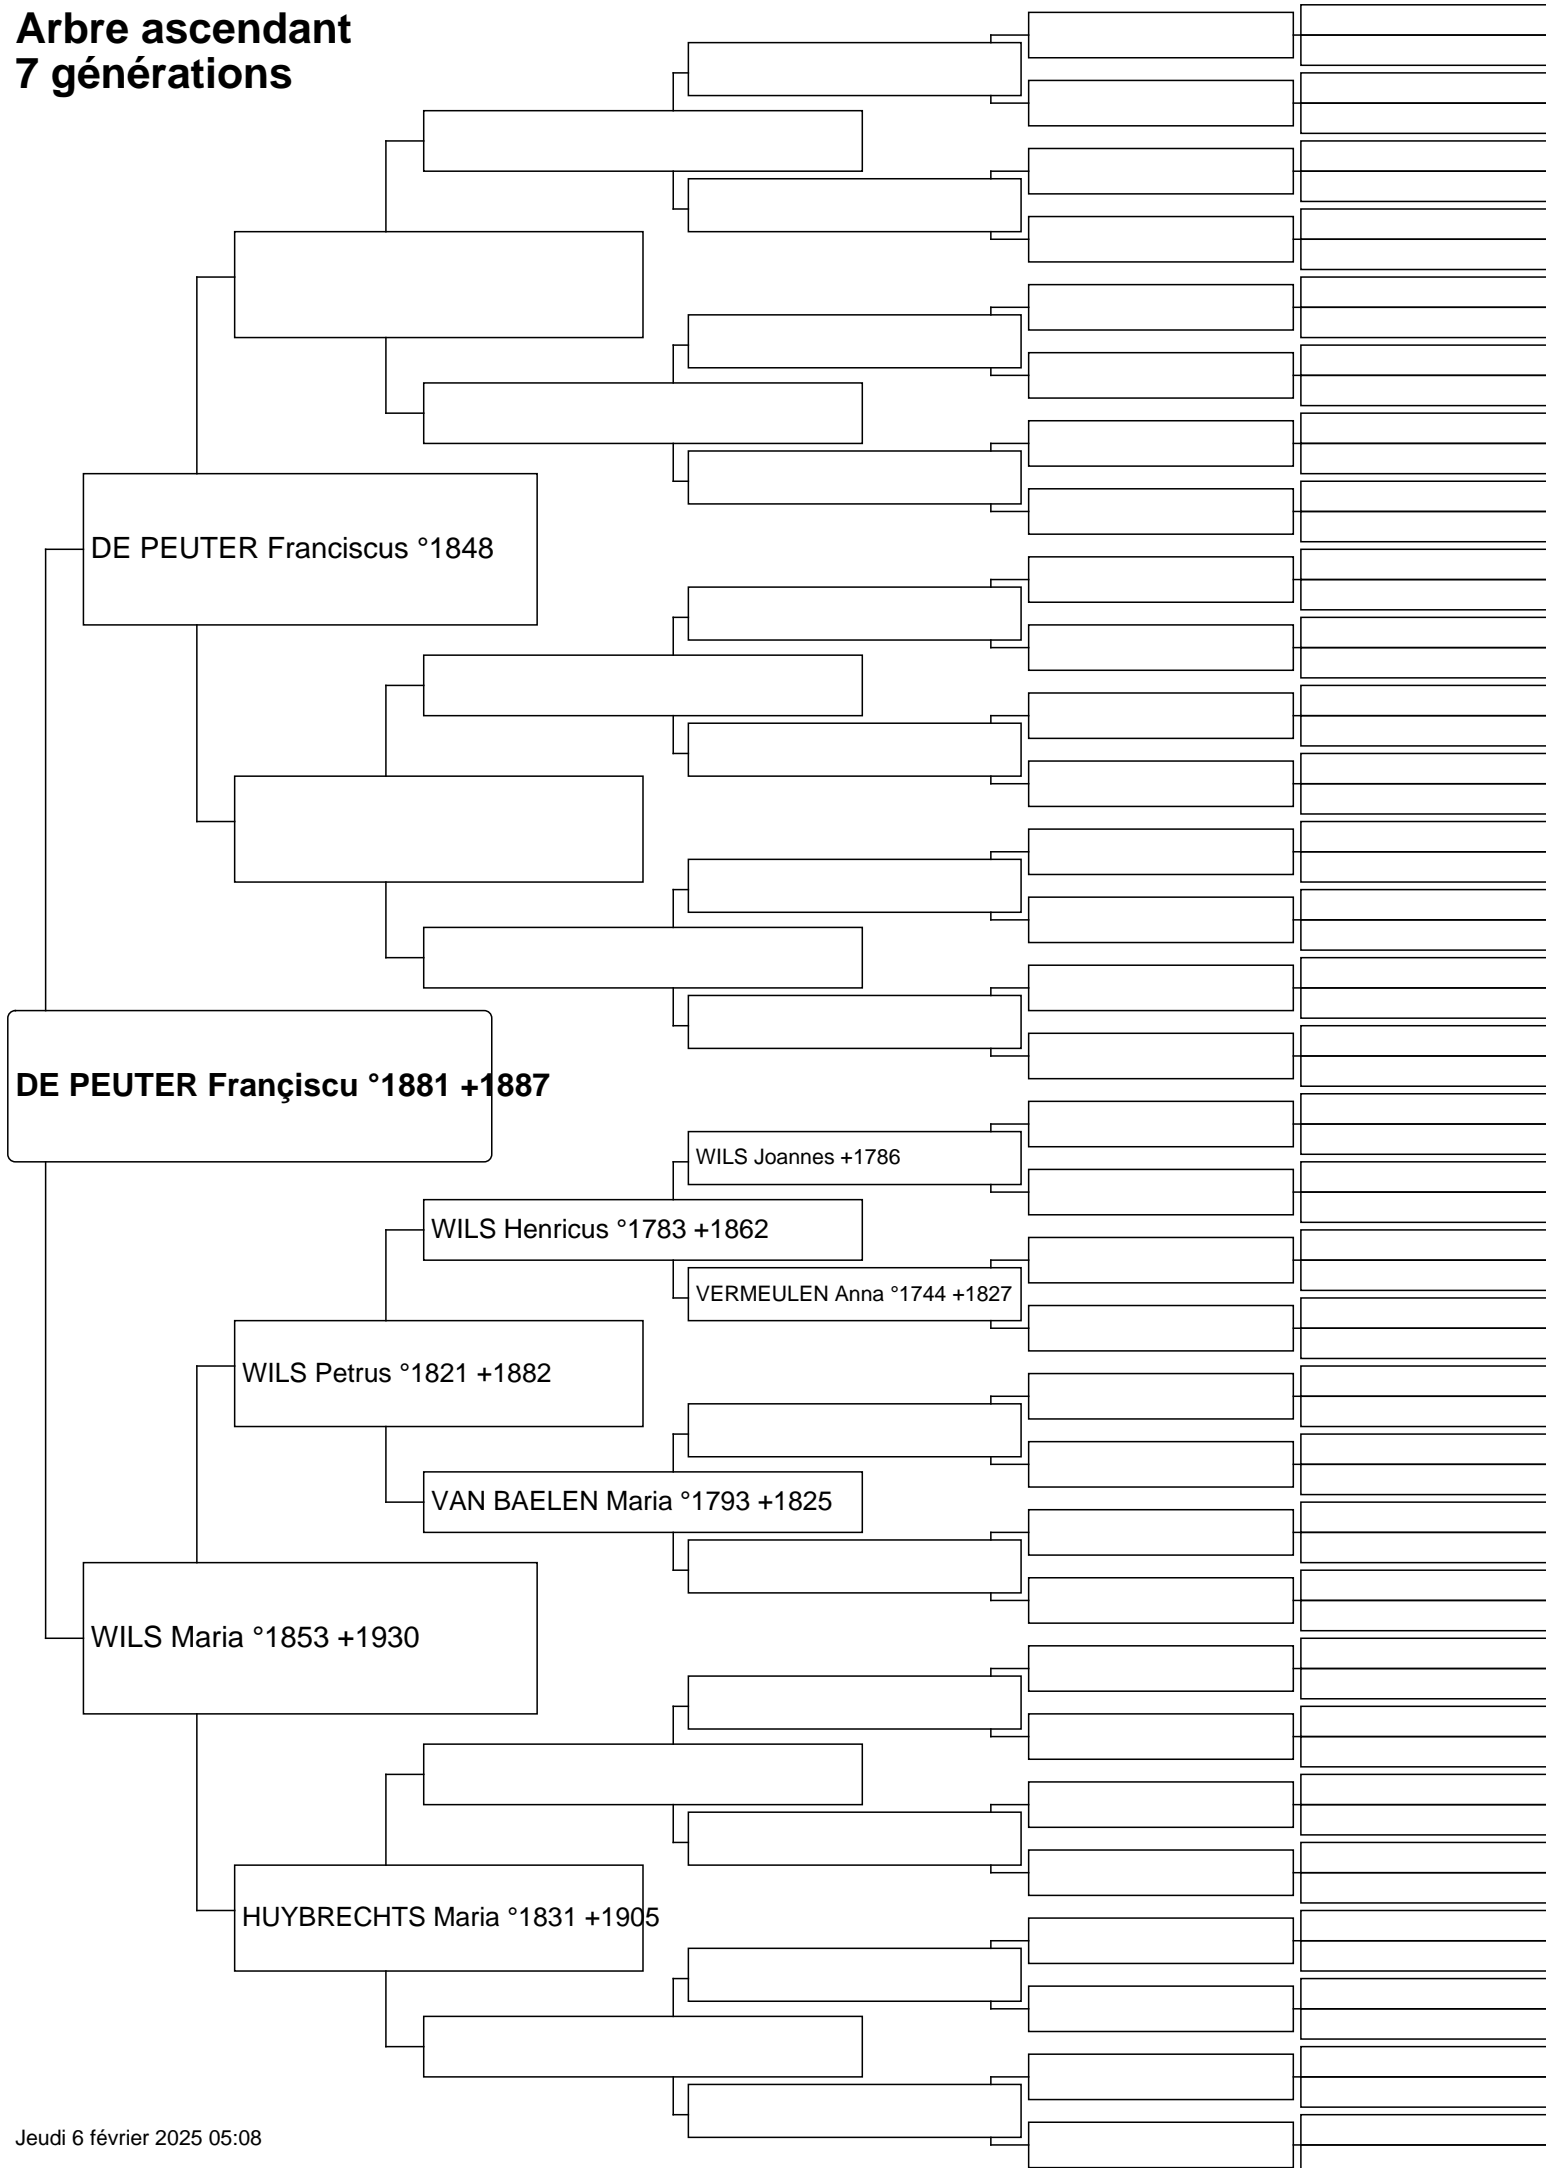 Arbre ascendant
7 générations
DE PEUTER Franciscus °1848
DE PEUTER Françiscu °1881 +1887
WILS Joannes +1786
WILS Henricus °1783 +1862
VERMEULEN Anna °1744 +1827
WILS Petrus °1821 +1882
VAN BAELEN Maria °1793 +1825
WILS Maria °1853 +1930
HUYBRECHTS Maria °1831 +1905
Jeudi 6 février 2025 05:08